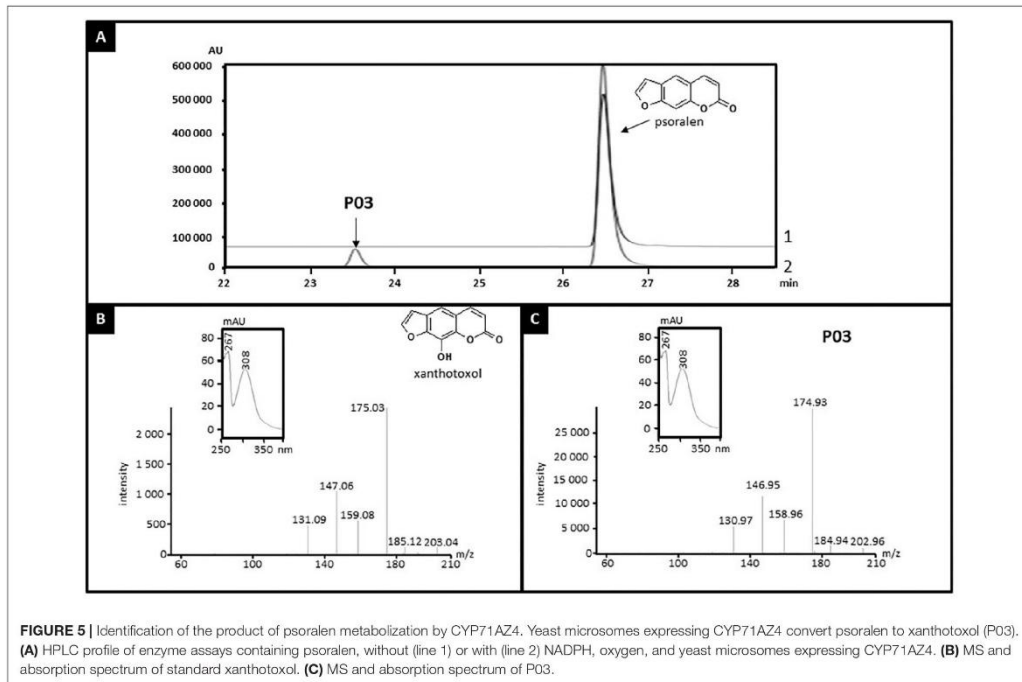 A
AU
600 000
500 000
400 000
300 000
200 000
100 000
0
psoralen
P03
1
2
22 23 24 25 26 27 28 min
B
mAU
80
60
40
20
0
267
308
250 350 nm
OH
xanthotoxol
O
O
O
O
O
O
intensity
2 000
1 500
1 000
500
0
175.03
147.06
131.09
159.08
185.12
203.04
m/z
60 100 140 180 210
C
mAU
80
60
40
20
0
267
308
250 350 nm
P03
intensity
25 000
20 000
15 000
10 000
5 000
0
174.93
146.95
130.97
158.96
184.94
202.96
m/z
60 100 140 180 210
FIGURE 5 | Identification of the product of psoralen metabolization by CYP71AZ4. Yeast microsomes expressing CYP71AZ4 convert psoralen to xanthotoxol (P03).
(A) HPLC profile of enzyme assays containing psoralen, without (line 1) or with (line 2) NADPH, oxygen, and yeast microsomes expressing CYP71AZ4. (B) MS and
absorption spectrum of standard xanthotoxol. (C) MS and absorption spectrum of P03.